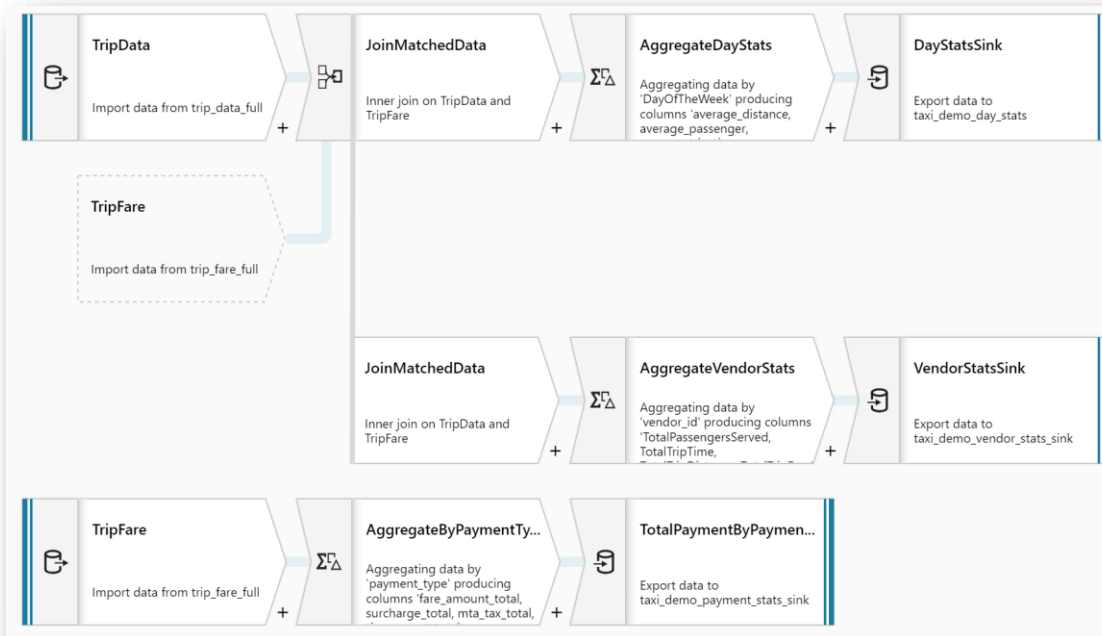 TripData
Import data from trip_data_full
+
JoinMatchedData
Inner join on TripData and
TripFare
+
AggregateDayStats
Aggregating data by
'DayOfTheWeek' producing
columns 'average_distance,
average_passenger,
+
DayStatsSink
Export data to
taxi_demo_day_stats
TripFare
Import data from trip_fare_full
JoinMatchedData
Inner join on TripData and
TripFare
+
AggregateVendorStats
Aggregating data by
'vendor_id' producing columns
'TotalPassengersServed,
TotalTripTime,
+
VendorStatsSink
Export data to
taxi_demo_vendor_stats_sink
TripFare
Import data from trip_fare_full
+
AggregateByPaymentTy...
Aggregating data by
'payment_type' producing
columns 'fare_amount_total,
surcharge_total, mta_tax_total,
+
TotalPaymentByPaymen...
Export data to
taxi_demo_payment_stats_sink